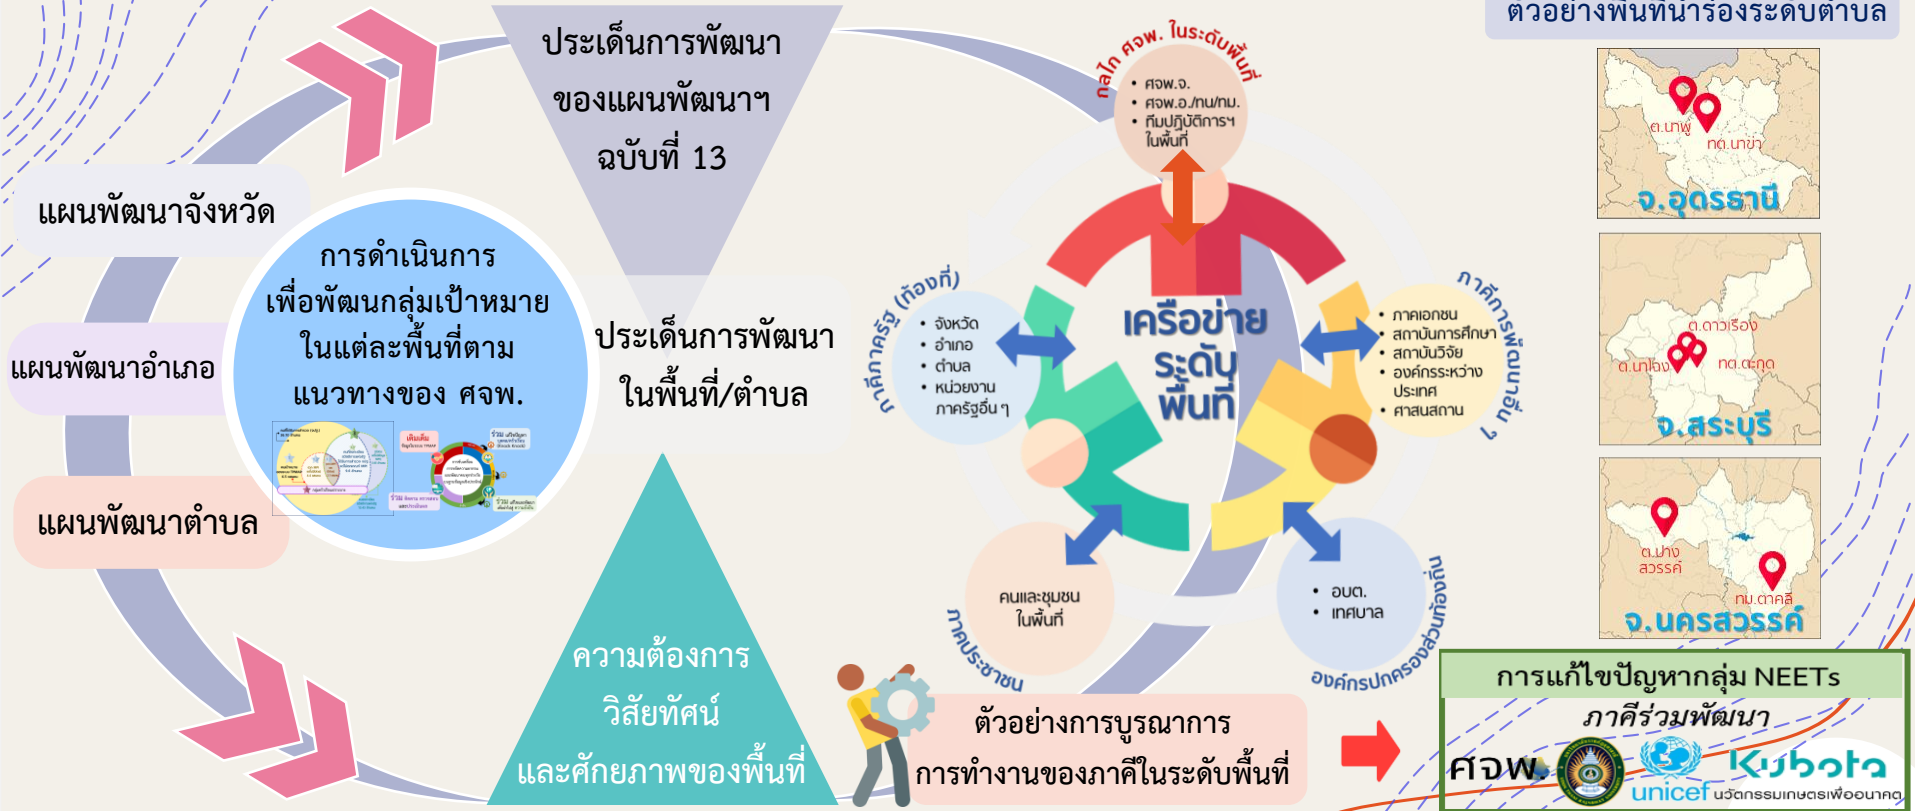 ประเด็นการพัฒนา
ของแผนพัฒนาฯ
ฉบับที่ 13
แผนพัฒนาจังหวัด
แผนพัฒนาอำเภอ
แผนพัฒนาตำบล
การดำเนินการ
เพื่อพัฒนกลุ่มเป้าหมาย
ในแต่ละพื้นที่ตาม
แนวทางของ ศจพ.
เติมเต็ม
ประเด็นการพัฒนา
ในพื้นที่/ตำบล
ความต้องการ
วิสัยทัศน์
และศักยภาพของพื้นที่
กลไก ศจพ. ในระดับพื้นที่
• ศจพ.จ.
• ศจพ.อ./ทน/ทม.
• ทีมปฏิบัติการฯ
ในพื้นที่
ภาคีภาครัฐ (ท้องที่)
• จังหวัด
• อำเภอ
• ตำบล
• หน่วยงาน
ภาครัฐอื่น ๆ
เครือข่าย
ระดับ
พื้นที่
ภาคีการพัฒนาอื่น ๆ
• ภาคเอกชน
• สถาบันการศึกษา
• สถาบันวิจัย
• องค์กรระหว่าง
ประเทศ
• ศาสนสถาน
คนและชุมชน
ในพื้นที่
ภาคประชาชน
• อบต.
• เทศบาล
องค์กรปกครองส่วนท้องถิ่น
ตัวอย่างการบูรณาการ
การทำงานของภาคีในระดับพื้นที่
ตัวอย่างพื้นที่นำร่องระดับตำบล
ต.นาพู่
ทต.นาข่า
จ.อุดรธานี
ต.ดาวเรือง
ต.นาโฉง
ทต.ตะกุด
จ.สระบุรี
ต.ปาง
สวรรค์
ทม.ตาคลี
จ.นครสวรรค์
การแก้ไขปัญหากลุ่ม NEETs
ภาคีร่วมพัฒนา
ศจพ.
unicef
Kubota
นวัตกรรมเกษตรเพื่ออนาคต